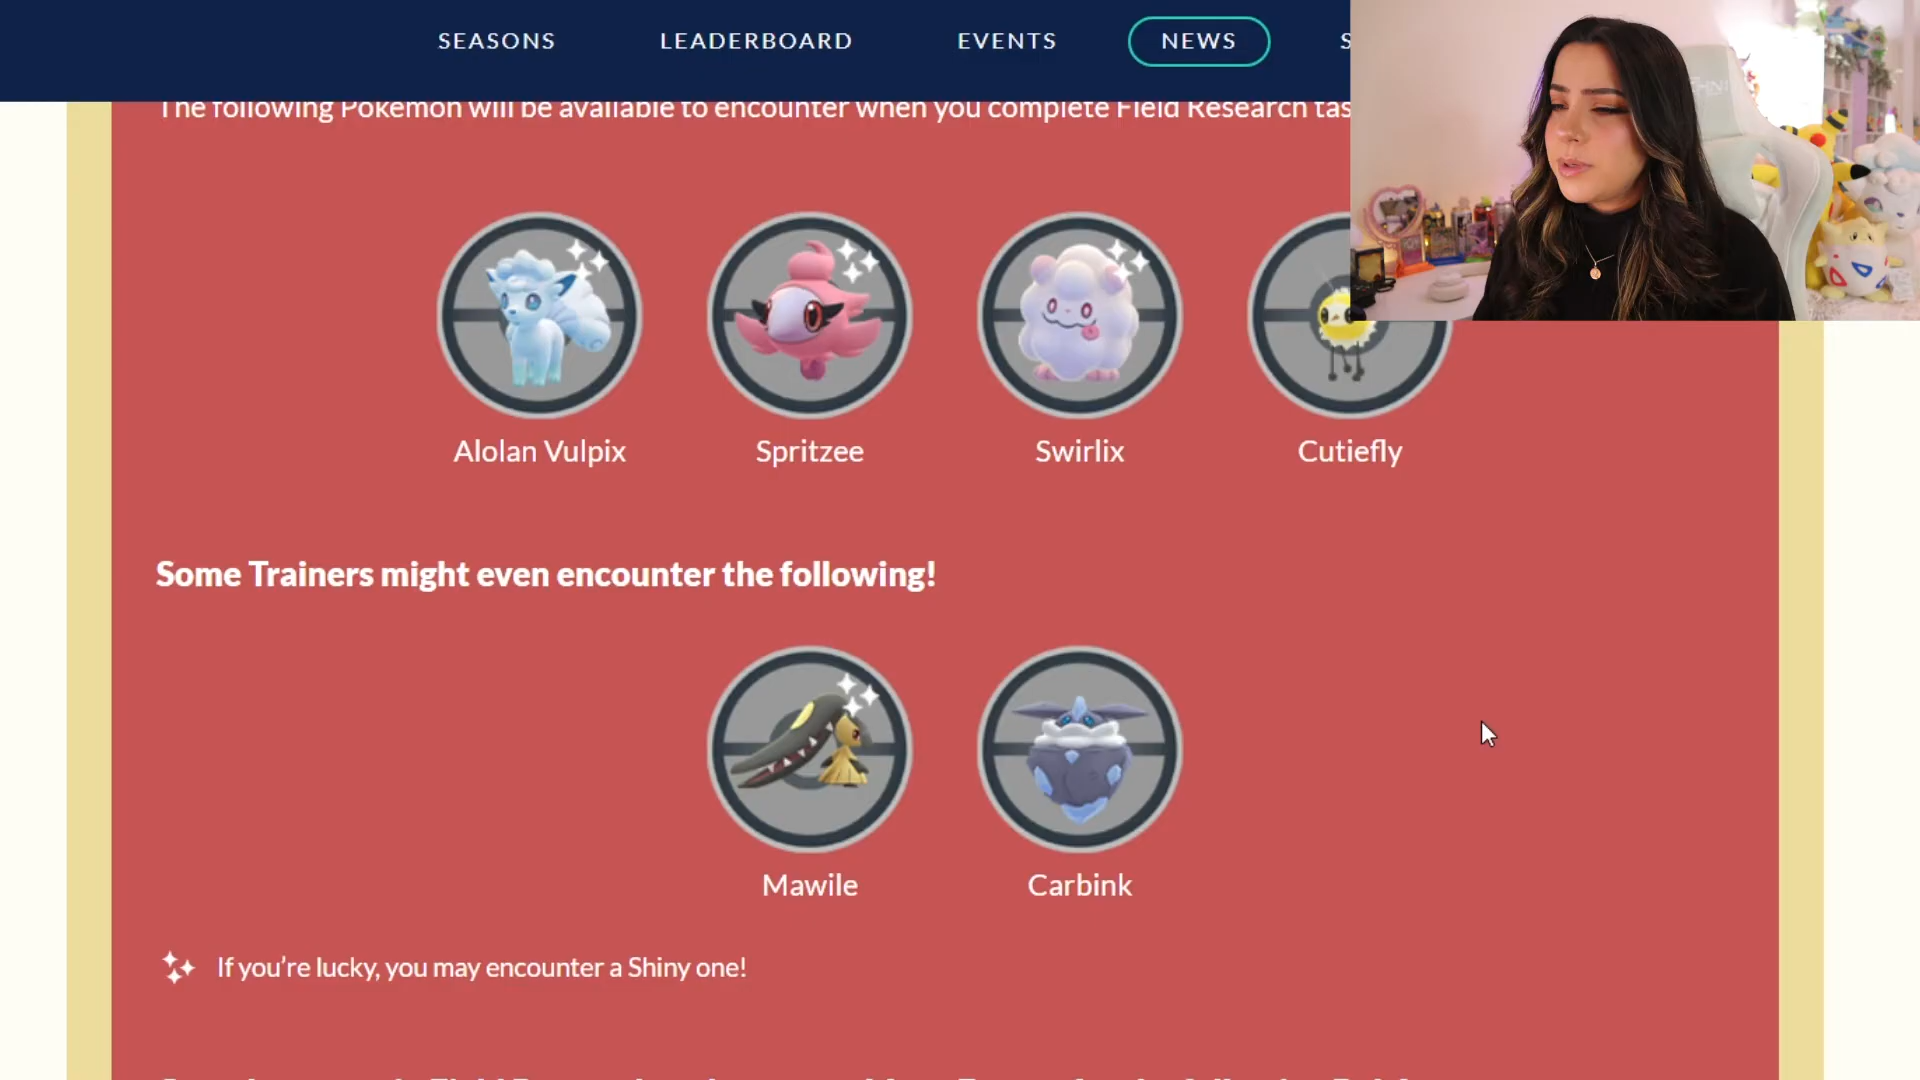 SEASONS LEADERBOARD EVENTS NEWS S
The following Pokémon will be available to encounter when you complete Field Research tas
Alolan Vulpix Spritzee Swirlix Cutiefly
Some Trainers might even encounter the following!
Mawile Carbink
If you’re lucky, you may encounter a Shiny one!